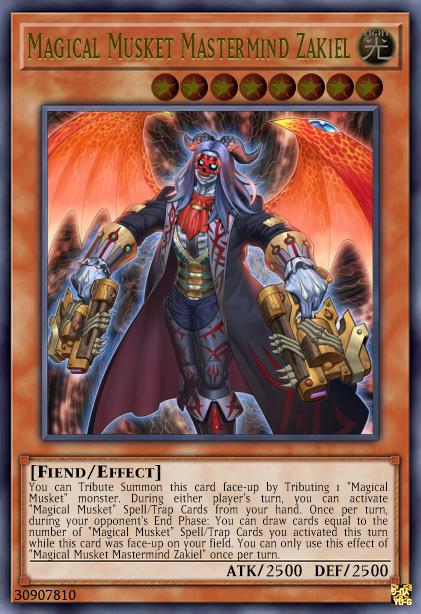 MAGICAL MUSKET MASTERMIND ZAKIEL
LIGHT
光
[FIEND/EFFECT]
You can Tribute Summon this card face-up by Tributing 1 "Magical
Musket" monster. During either player's turn, you can activate
"Magical Musket" Spell/Trap Cards from your hand. Once per turn,
during your opponent's End Phase: You can draw cards equal to the
number of "Magical Musket" Spell/Trap Cards you activated this turn
while this card was face-up on your field. You can only use this effect of
"Magical Musket Mastermind Zakiel" once per turn.
ATK/2500 DEF/2500
30907810